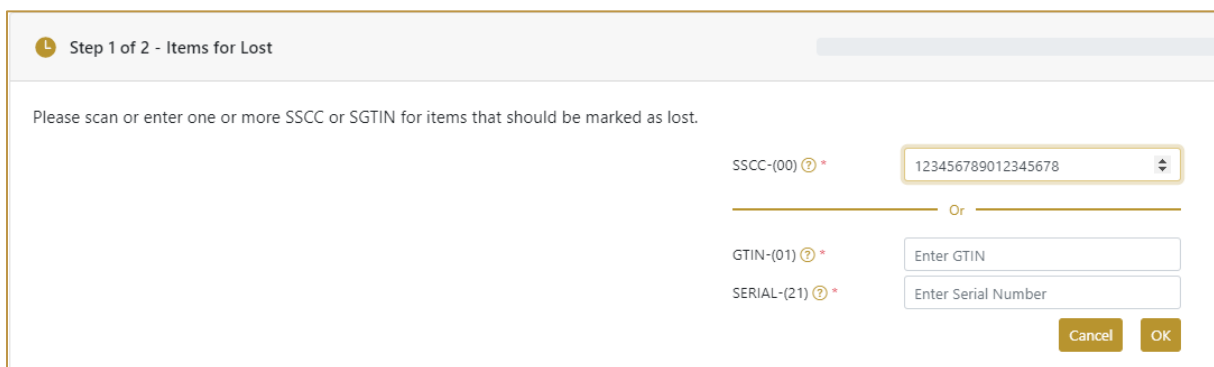 Step 1 of 2 - Items for Lost
Please scan or enter one or more SSCC or SGTIN for items that should be marked as lost.
SSCC-(00) ? * 123456789012345678
Or
GTIN-(01) ? * Enter GTIN
SERIAL-(21) ? * Enter Serial Number
Cancel OK